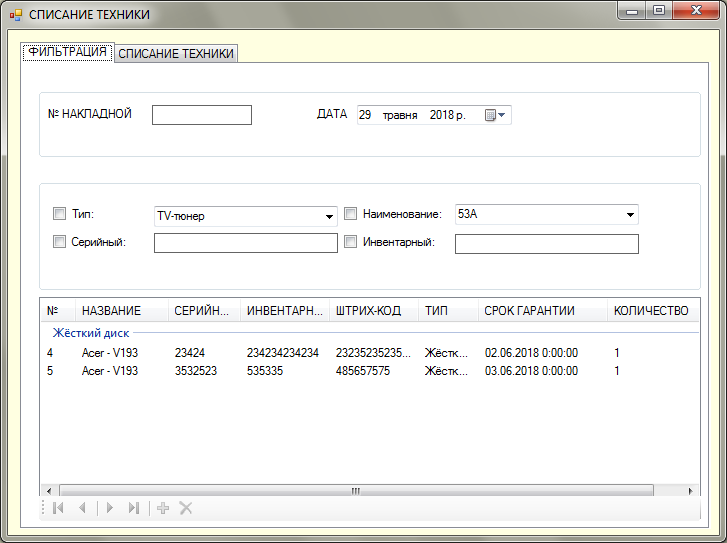 СПИСАНИЕ ТЕХНИКИ
ФИЛЬТРАЦИЯ СПИСАНИЕ ТЕХНИКИ
№ НАКЛАДНОЙ ДАТА 29 травня 2018 р.
Тип: TV-тюнер Наименование: 53A
Серийный: Инвентарный:
№ НАЗВАНИЕ СЕРИЙН... ИНВЕНТАРН... ШТРИХ-КОД ТИП СРОК ГАРАНТИИ КОЛИЧЕСТВО
Жёсткий диск
4 Acer - V193 23424 234234234234 23235235235... Жёстк... 02.06.2018 0:00:00 1
5 Acer - V193 3532523 535335 485657575 Жёстк... 03.06.2018 0:00:00 1